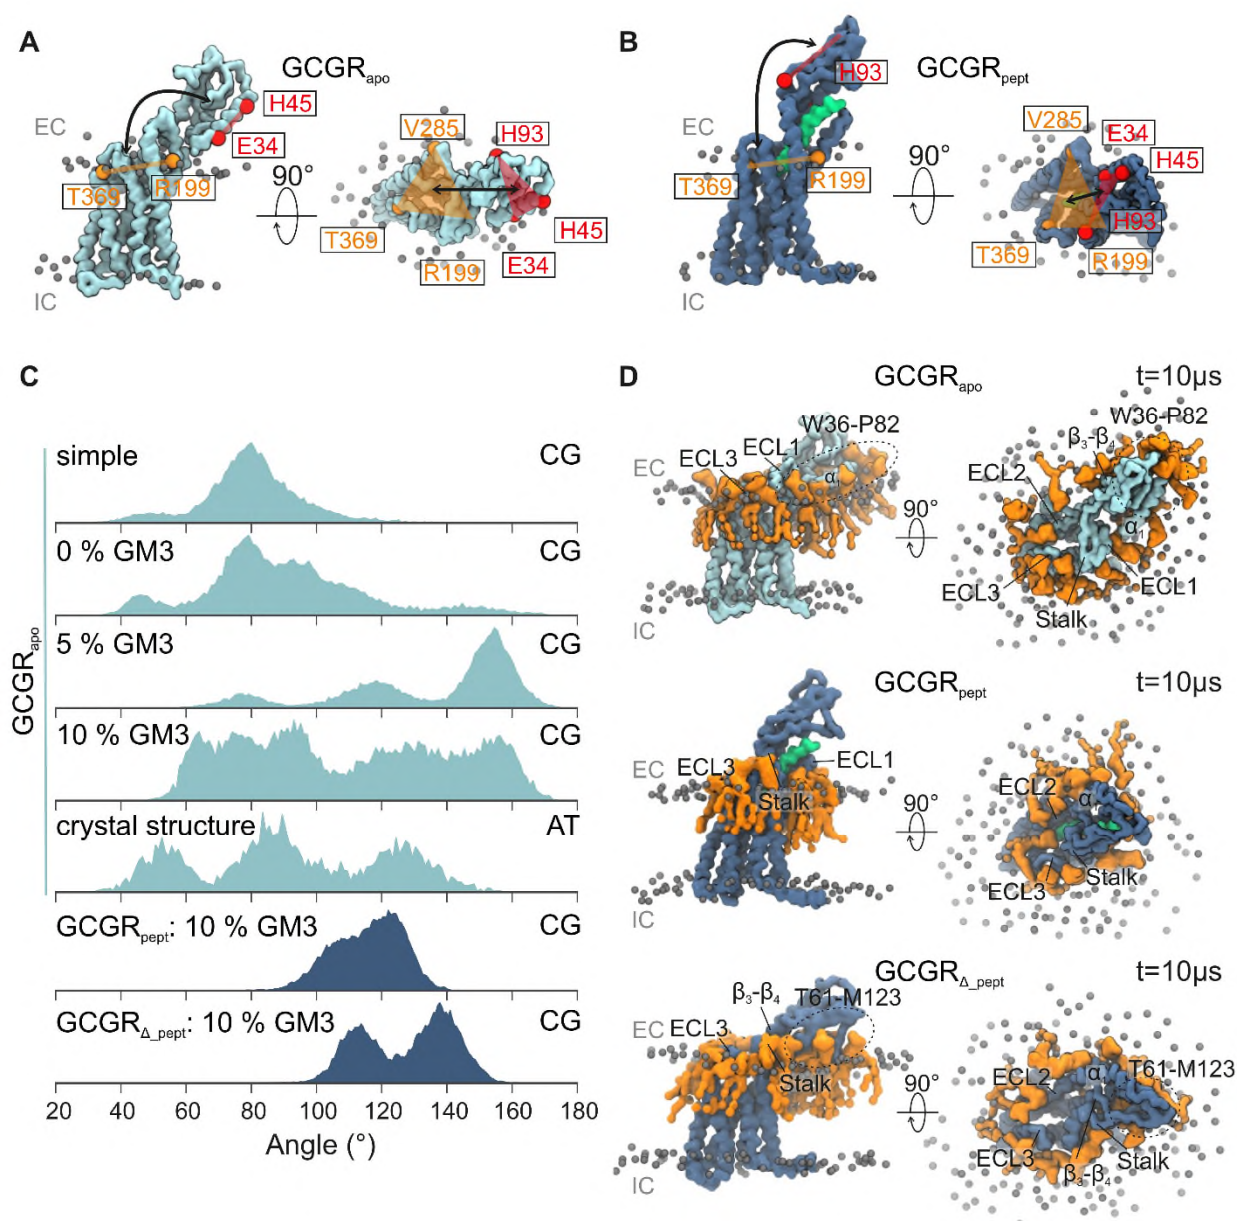 A
GCGRapo
H45
E34
EC
T369
R199
IC
90°
V285
H93
T369
R199
E34
H45
B
GCGRpept
H93
EC
T369
R199
IC
90°
V285
E34
H45
H93
T369
R199
C
GCGRapo
simple CG
0 % GM3 CG
5 % GM3 CG
10 % GM3 CG
crystal structure AT
GCGRpept: 10 % GM3 CG
GCGRΔ_pept: 10 % GM3 CG
20 40 60 80 100 120 140 160 180
Angle (°)
D
GCGRapo t=10µs
W36-P82
ECL1
ECL3
α1
EC
IC
90°
β3-β4
W36-P82
ECL2
α1
ECL3
ECL1
Stalk
GCGRpept t=10µs
EC
ECL3
ECL1
Stalk
IC
90°
ECL2
α1
Stalk
ECL3
GCGRΔ_pept t=10µs
β3-β4
T61-M123
EC
ECL3
Stalk
IC
90°
α1
T61-M123
ECL2
ECL3
β3-β4
Stalk